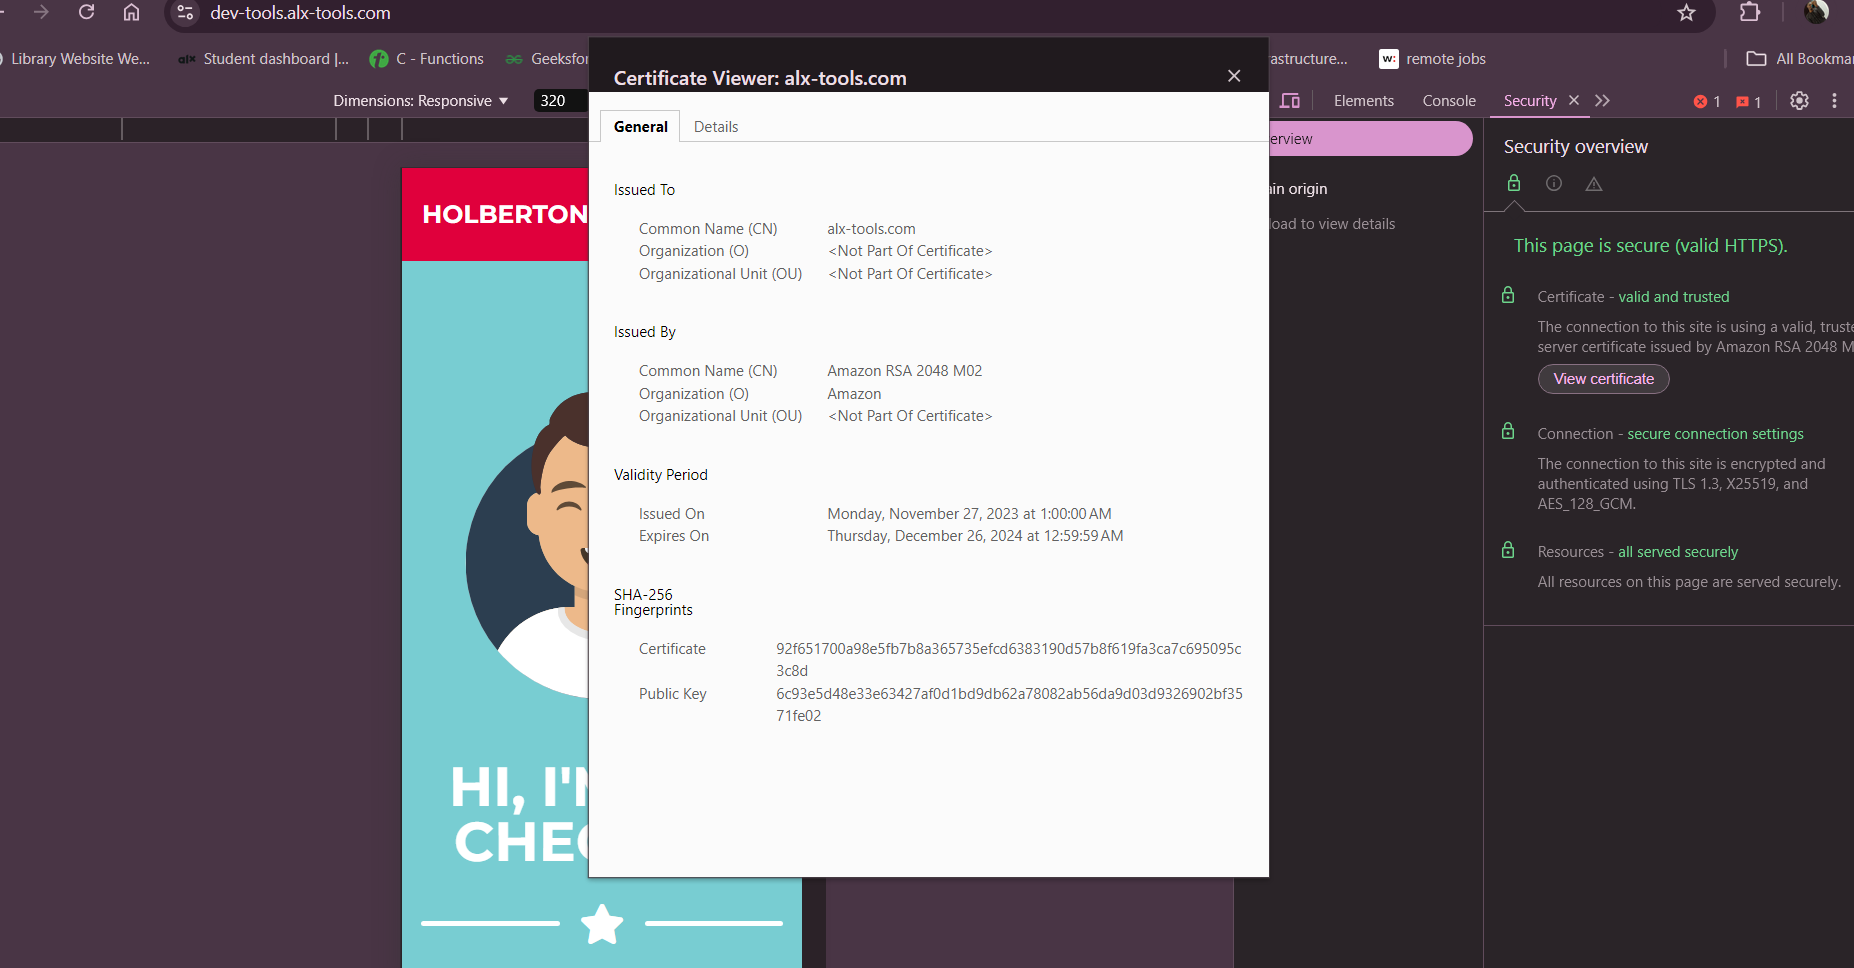 dev-tools.alx-tools.com
Library Website We...
alx Student dashboard |...
C - Functions
Geeksfor
astructure...
w: remote jobs
All Bookma
Dimensions: Responsive
320
Elements
Console
Security
1
1
HOLBERTON
HI, I'M
CHEC
Certificate Viewer: alx-tools.com
General
Details
Issued To
Common Name (CN) alx-tools.com
Organization (O) <Not Part Of Certificate>
Organizational Unit (OU) <Not Part Of Certificate>
Issued By
Common Name (CN) Amazon RSA 2048 M02
Organization (O) Amazon
Organizational Unit (OU) <Not Part Of Certificate>
Validity Period
Issued On Monday, November 27, 2023 at 1:00:00 AM
Expires On Thursday, December 26, 2024 at 12:59:59 AM
SHA-256
Fingerprints
Certificate 92f651700a98e5fb7b8a365735efcd6383190d57b8f619fa3ca7c695095c
3c8d
Public Key 6c93e5d48e33e63427af0d1bd9db62a78082ab56da9d03d9326902bf35
71fe02
erview
ain origin
load to view details
Security overview
This page is secure (valid HTTPS).
Certificate - valid and trusted
The connection to this site is using a valid, truste
server certificate issued by Amazon RSA 2048 M
View certificate
Connection - secure connection settings
The connection to this site is encrypted and
authenticated using TLS 1.3, X25519, and
AES_128_GCM.
Resources - all served securely
All resources on this page are served securely.